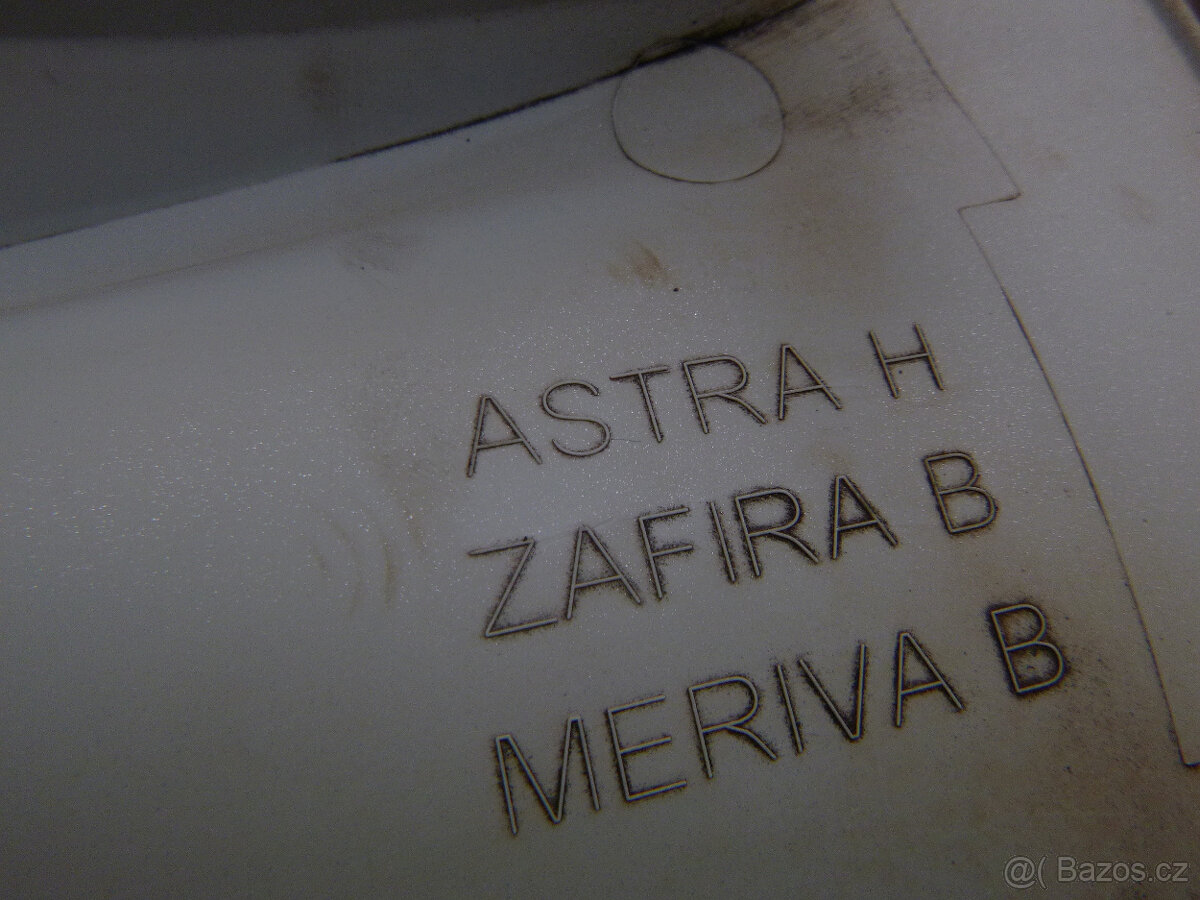 ASTRA H
ZAFIRA B
MERIVA B
@( Bazos.cz